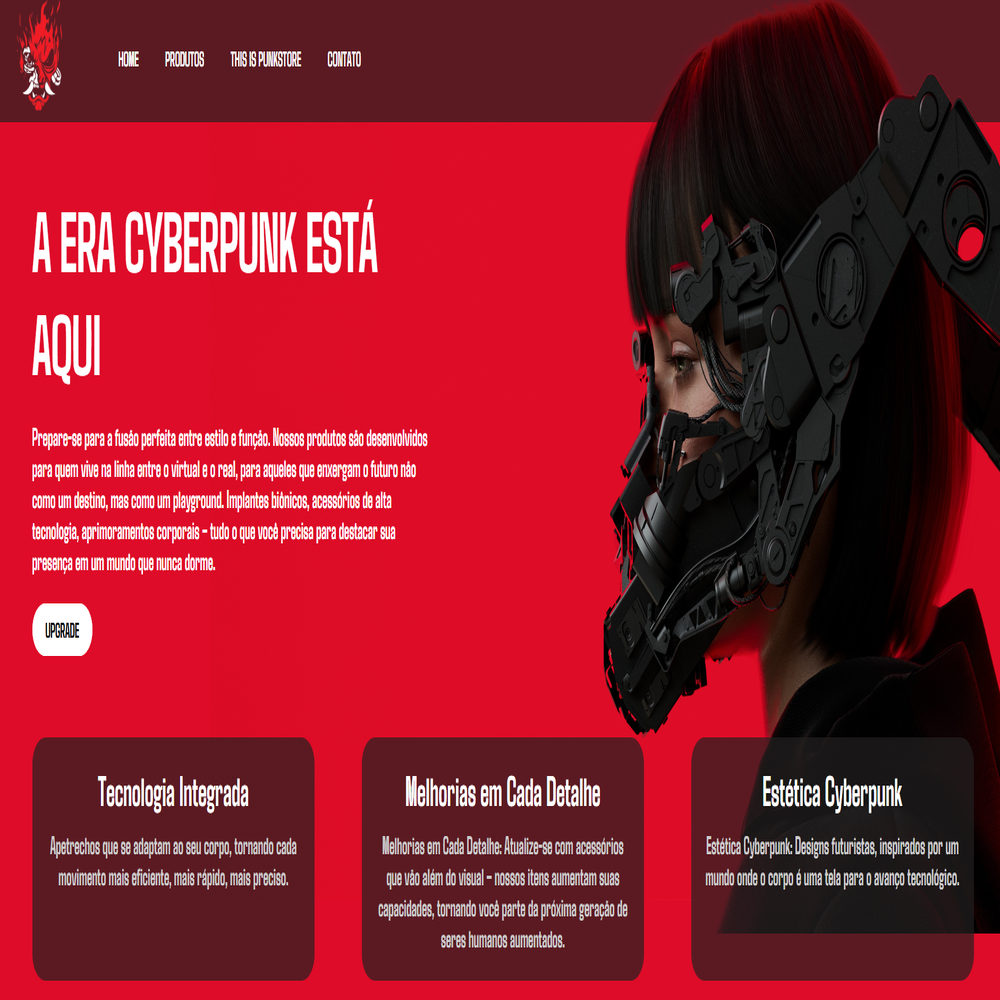 HOME PRODUTOS THIS IS PUNKSTORE CONTATO
A ERA CYBERPUNK ESTÁ
AQUI
Prepare-se para a fusão perfeita entre estilo e função. Nossos produtos são desenvolvidos
para quem vive na linha entre o virtual e o real, para aqueles que enxergam o futuro não
como um destino, mas como um playground. Implantes biônicos, acessórios de alta
tecnologia, aprimoramentos corporais – tudo o que você precisa para destacar sua
presença em um mundo que nunca dorme.
UPGRADE
Tecnologia Integrada
Apetrechos que se adaptam ao seu corpo, tornando cada
movimento mais eficiente, mais rápido, mais preciso.
Melhorias em Cada Detalhe
Melhorias em Cada Detalhe: Atualize-se com acessórios
que vão além do visual – nossos itens aumentam suas
capacidades, tornando você parte da próxima geração de
seres humanos aumentados.
Estética Cyberpunk
Estética Cyberpunk: Designs futuristas, inspirados por um
mundo onde o corpo é uma tela para o avanço tecnológico.